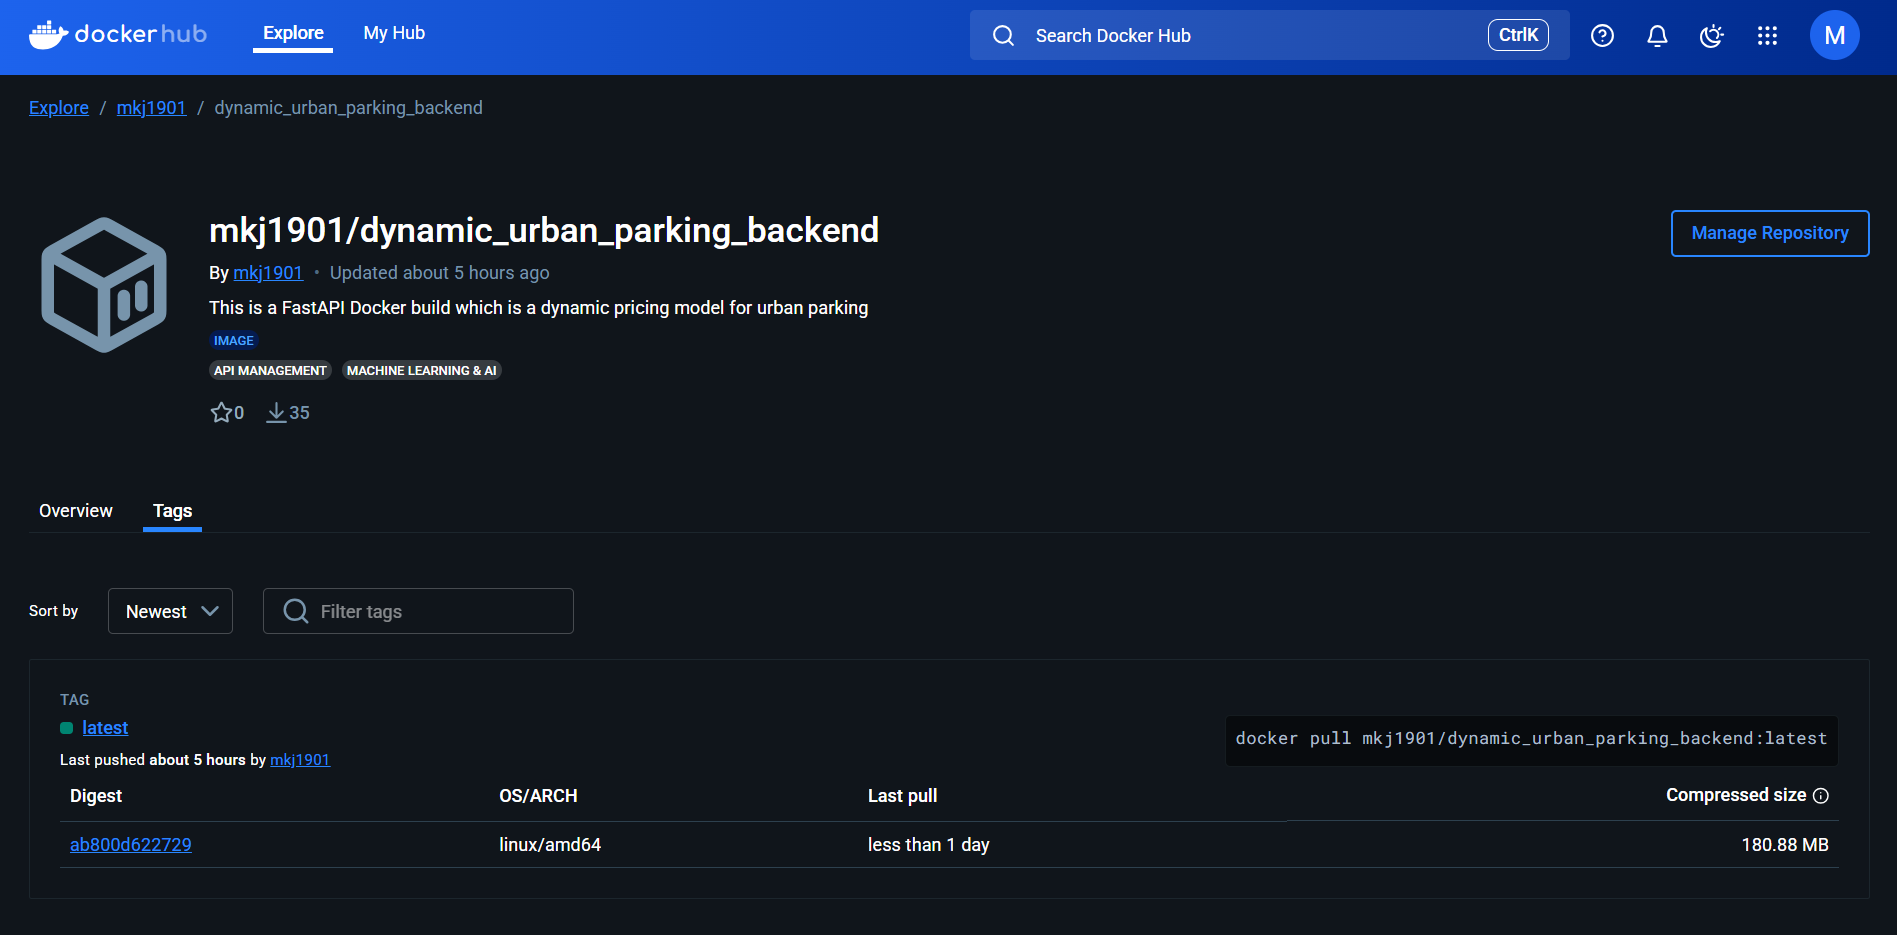 docker hub Explore My Hub Search Docker Hub CtrlK M
Explore / mkj1901 / dynamic_urban_parking_backend
mkj1901/dynamic_urban_parking_backend
Manage Repository
By mkj1901 • Updated about 5 hours ago
This is a FastAPI Docker build which is a dynamic pricing model for urban parking
IMAGE
API MANAGEMENT MACHINE LEARNING & AI
0 35
Overview Tags
Sort by Newest Filter tags
TAG
latest
docker pull mkj1901/dynamic_urban_parking_backend:latest
Last pushed about 5 hours by mkj1901
Digest OS/ARCH Last pull Compressed size
ab800d622729 linux/amd64 less than 1 day 180.88 MB